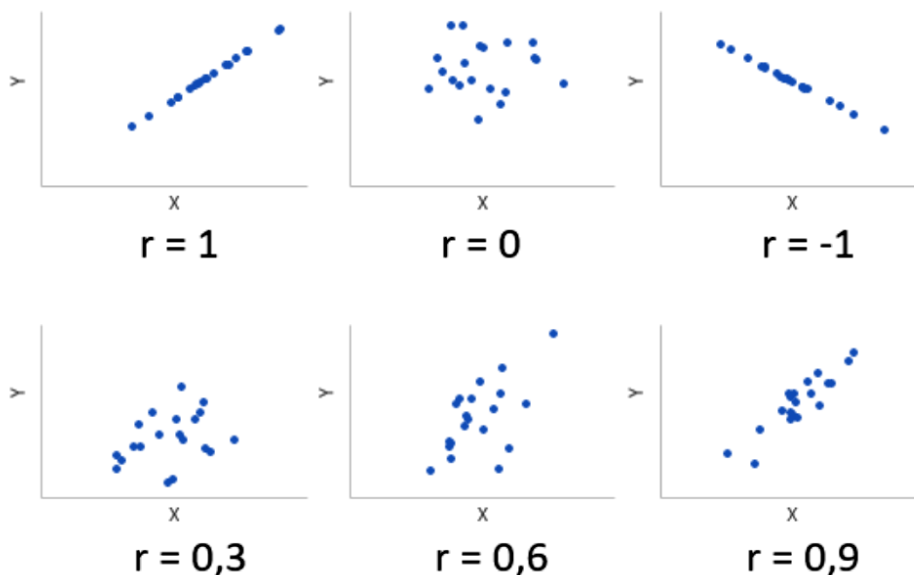 Y
Y
Y
X
X
X
r = 1
r = 0
r = -1
Y
Y
Y
X
X
X
r = 0,3
r = 0,6
r = 0,9